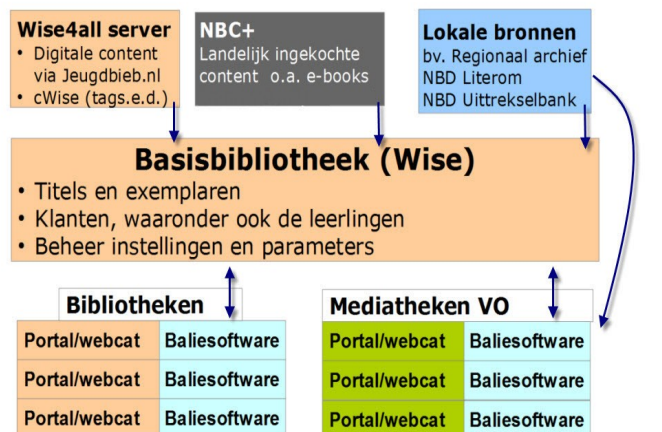 Wise4all server
• Digitale content
via Jeugdbieb.nl
• cWise (tags.e.d.)
NBC+
Landelijk ingekochte
content o.a. e-books
Lokale bronnen
bv. Regionaal archief
NBD Literom
NBD Uittrekselbank
Basisbibliotheek (Wise)
• Titels en exemplaren
• Klanten, waaronder ook de leerlingen
• Beheer instellingen en parameters
Bibliotheken
Portal/webcat Baliesoftware
Portal/webcat Baliesoftware
Portal/webcat Baliesoftware
Mediatheken VO
Portal/webcat Baliesoftware
Portal/webcat Baliesoftware
Portal/webcat Baliesoftware